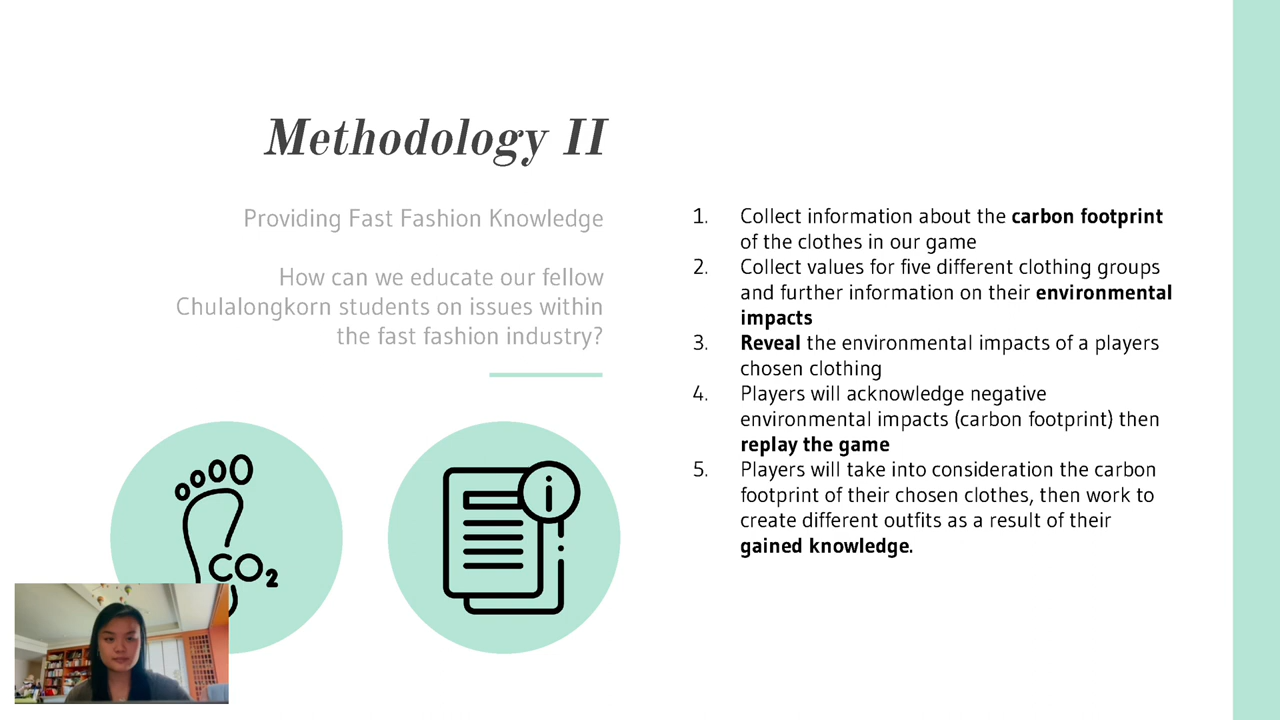 Methodology II
Providing Fast Fashion Knowledge
How can we educate our fellow
Chulalongkorn students on issues within
the fast fashion industry?
CO2
i
1. Collect information about the carbon footprint
of the clothes in our game
2. Collect values for five different clothing groups
and further information on their environmental
impacts
3. Reveal the environmental impacts of a players
chosen clothing
4. Players will acknowledge negative
environmental impacts (carbon footprint) then
replay the game
5. Players will take into consideration the carbon
footprint of their chosen clothes, then work to
create different outfits as a result of their
gained knowledge.